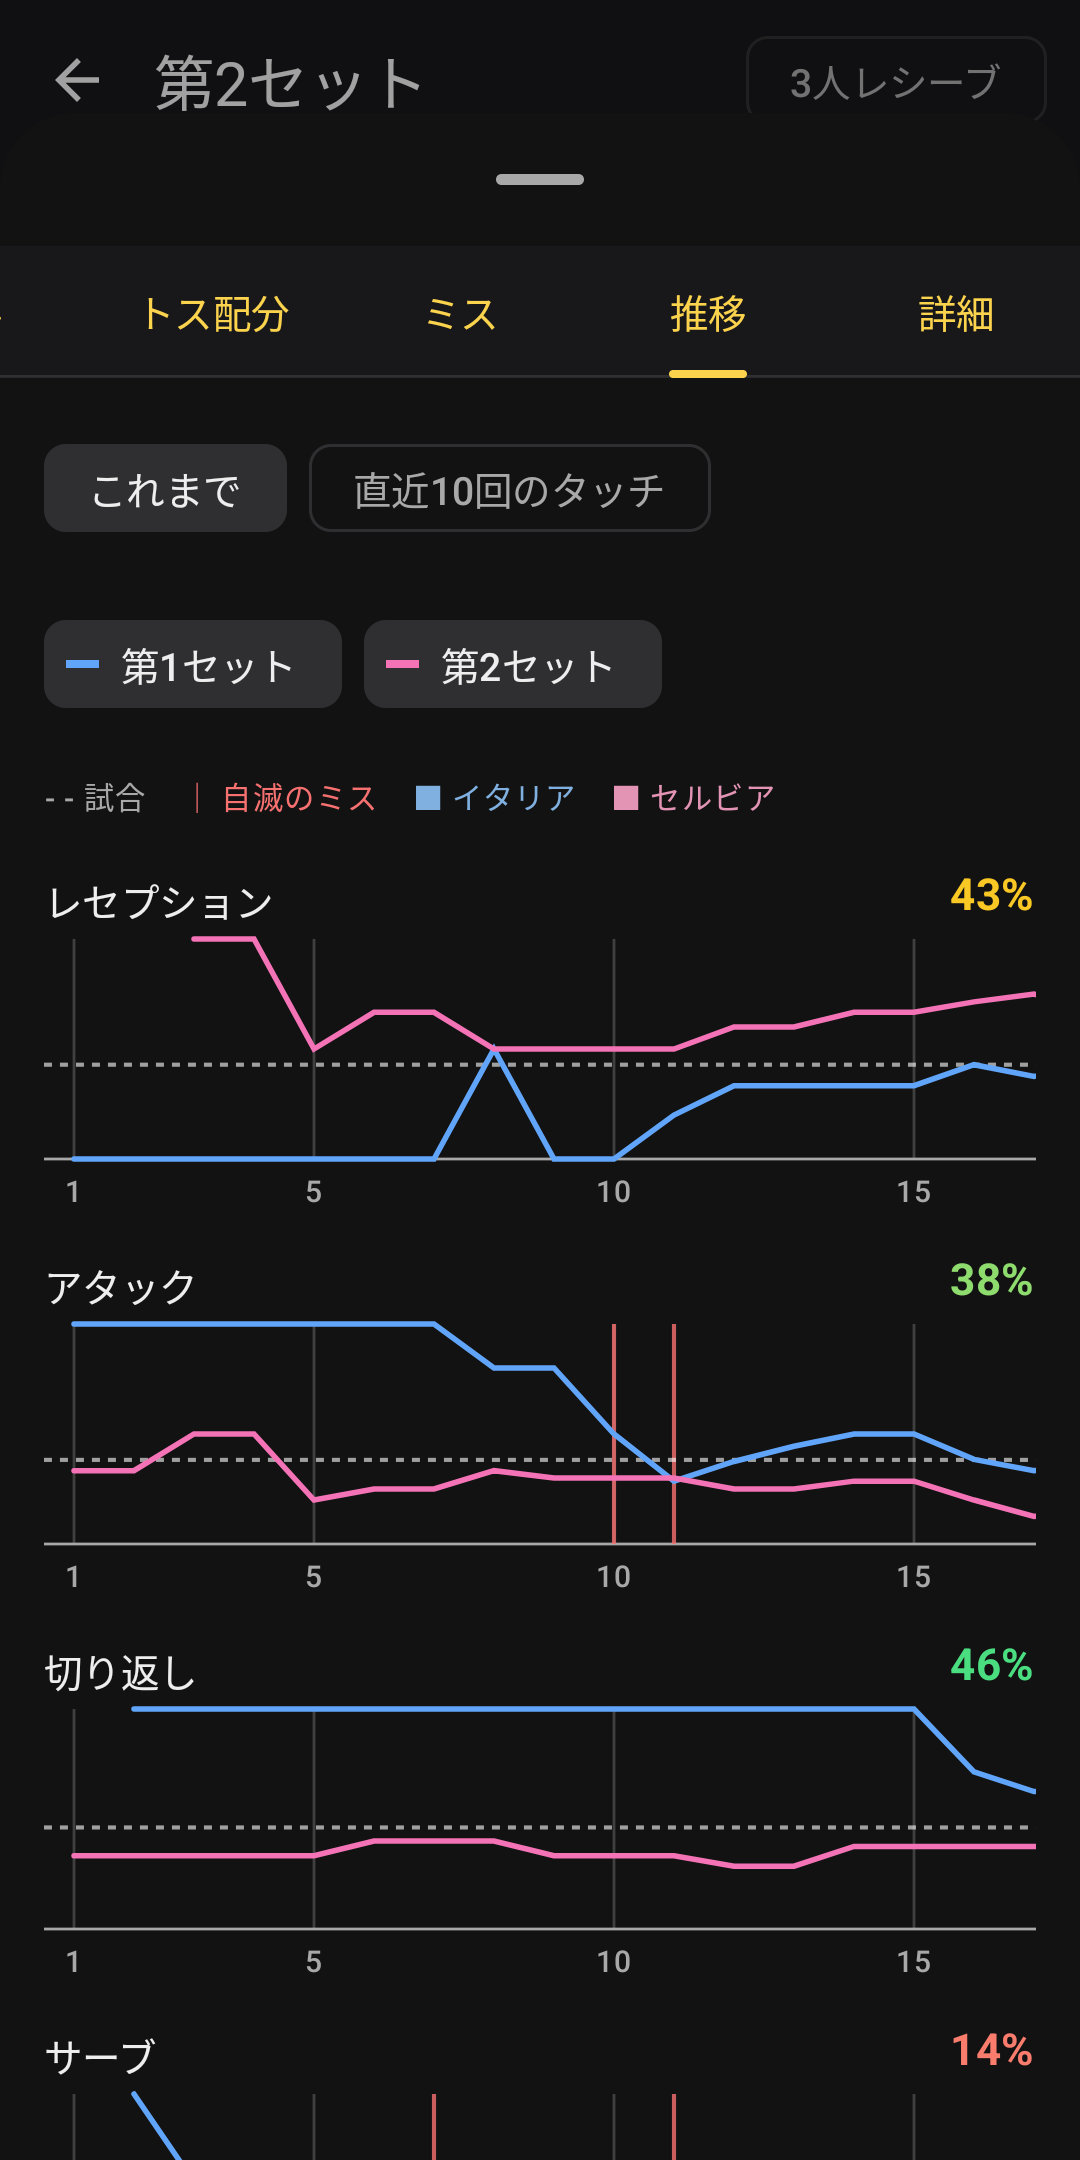 第2セット
3人レシーブ
トス配分 ミス 推移 詳細
これまで 直近10回のタッチ
第1セット 第2セット
-- 試合 | 自滅のミス イタリア セルビア
レセプション 43%
1 5 10 15
アタック 38%
1 5 10 15
切り返し 46%
1 5 10 15
サーブ 14%